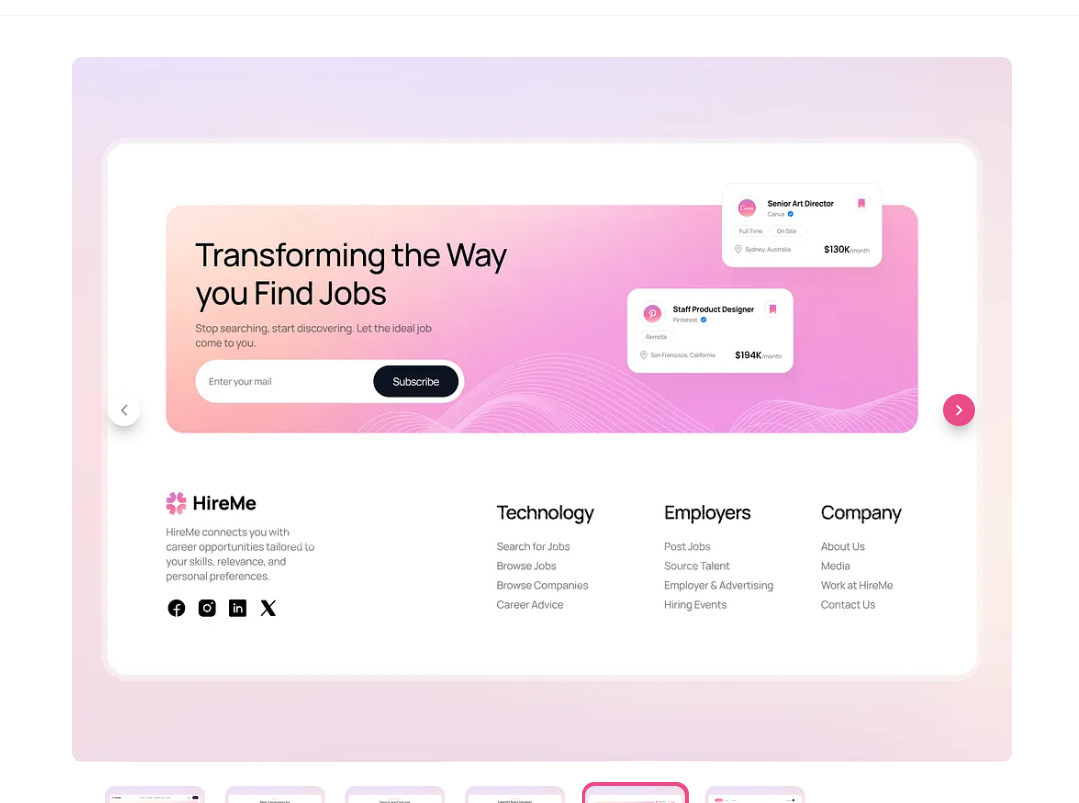 Transforming the Way
you Find Jobs
Stop searching, start discovering. Let the ideal job
come to you.
Enter your mail
Subscribe
Senior Art Director
Canva
Full Time
On Site
Sydney, Australia
$130K/month
Staff Product Designer
Pinterest
Remote
San Fransisco, California
$194K/month
HireMe
HireMe connects you with
career opportunities tailored to
your skills, relevance, and
personal preferences.
Technology
Search for Jobs
Browse Jobs
Browse Companies
Career Advice
Employers
Post Jobs
Source Talent
Employer & Advertising
Hiring Events
Company
About Us
Media
Work at HireMe
Contact Us